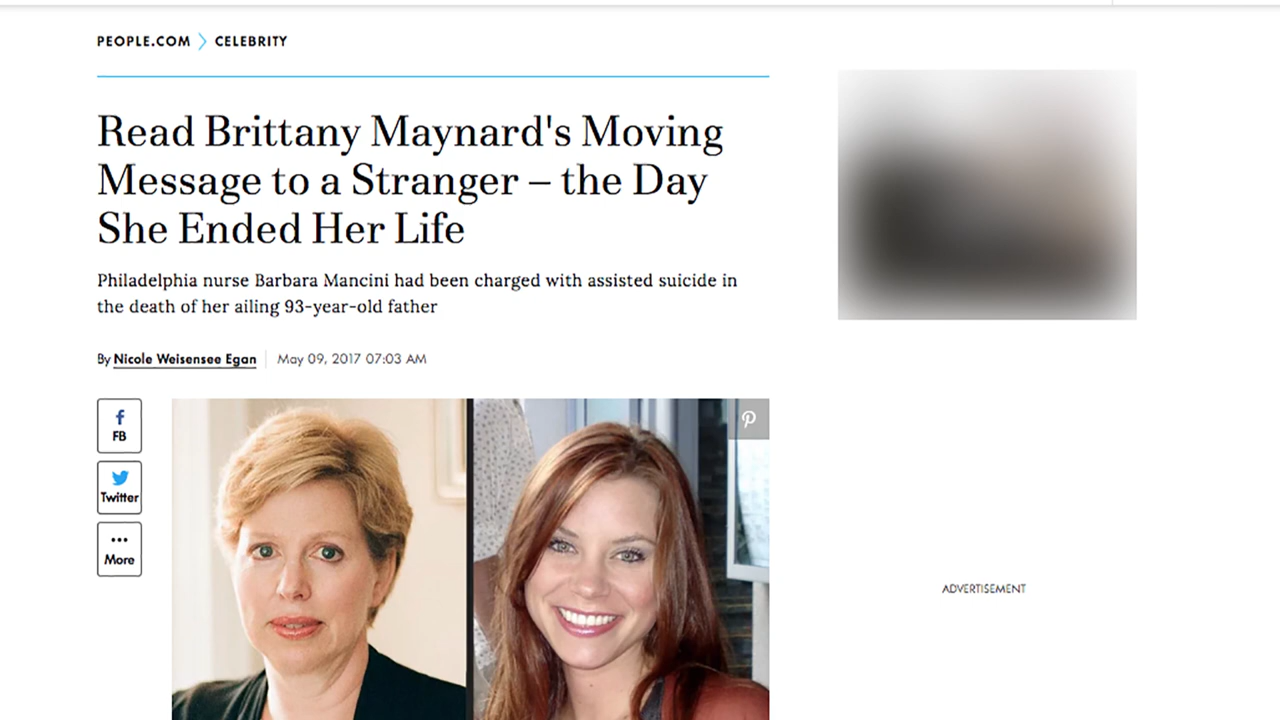 PEOPLE.COM > CELEBRITY
Read Brittany Maynard's Moving
Message to a Stranger – the Day
She Ended Her Life
Philadelphia nurse Barbara Mancini had been charged with assisted suicide in
the death of her ailing 93-year-old father
By Nicole Weisensee Egan | May 09, 2017 07:03 AM
FB
Twitter
More
ADVERTISEMENT